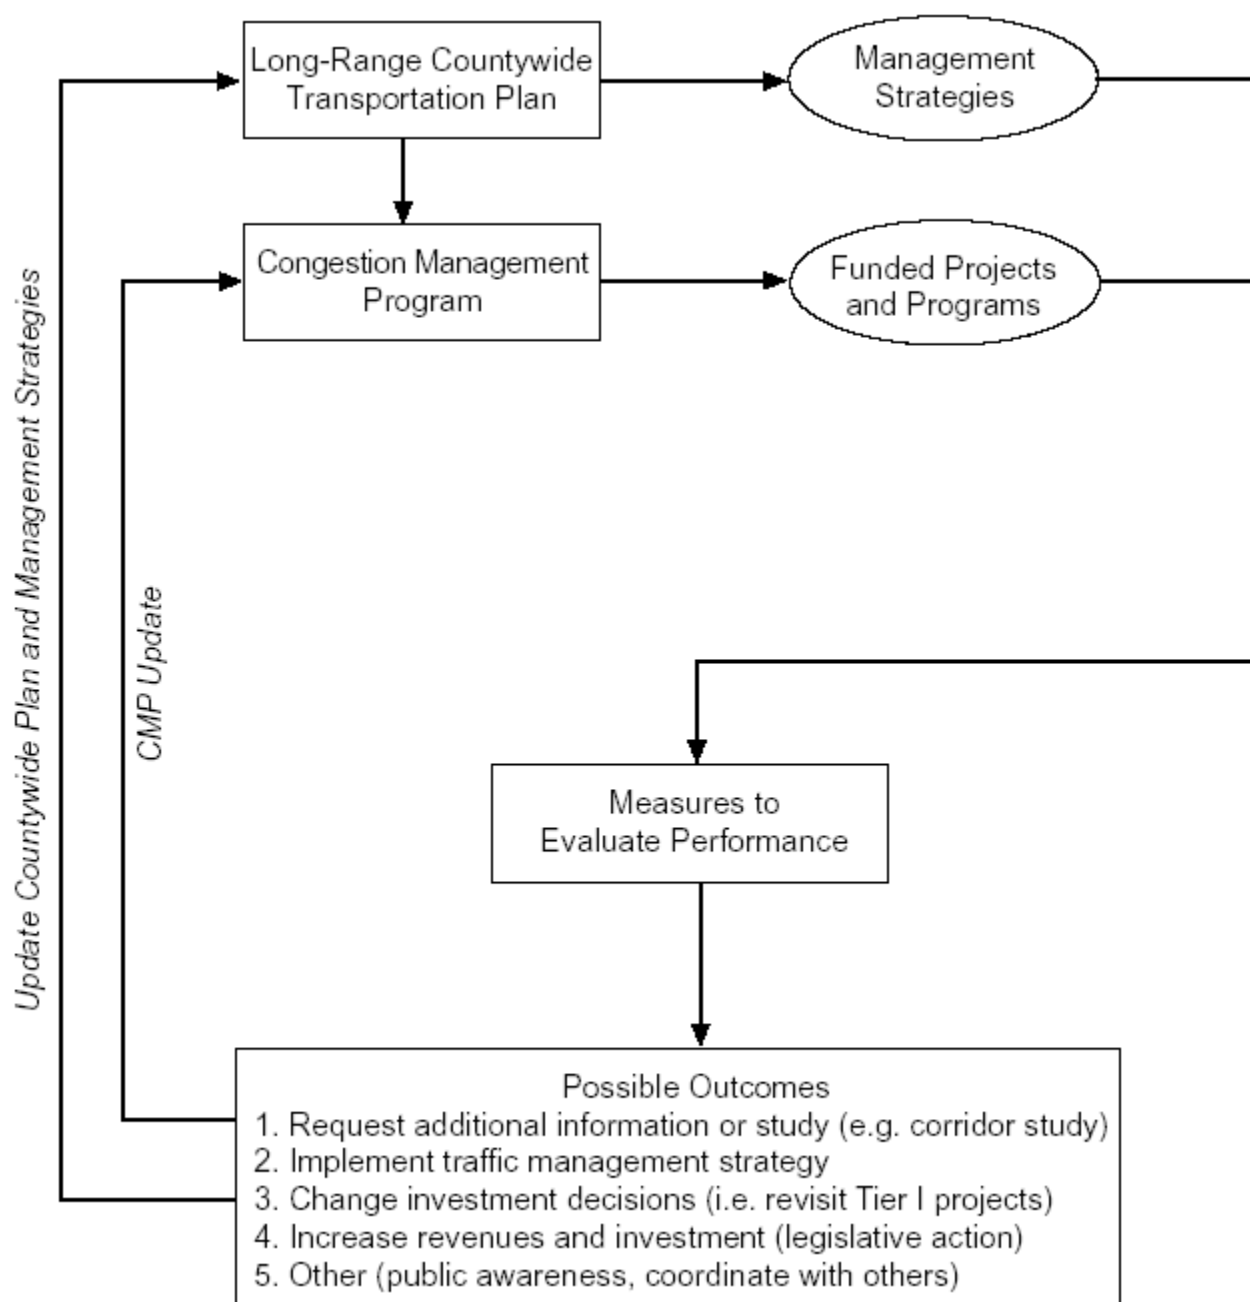 Long-Range Countywide
Transportation Plan
Management
Strategies
Congestion Management
Program
Funded Projects
and Programs
Update Countywide Plan and Management Strategies
CMP Update
Measures to
Evaluate Performance
Possible Outcomes
1. Request additional information or study (e.g. corridor study)
2. Implement traffic management strategy
3. Change investment decisions (i.e. revisit Tier I projects)
4. Increase revenues and investment (legislative action)
5. Other (public awareness, coordinate with others)